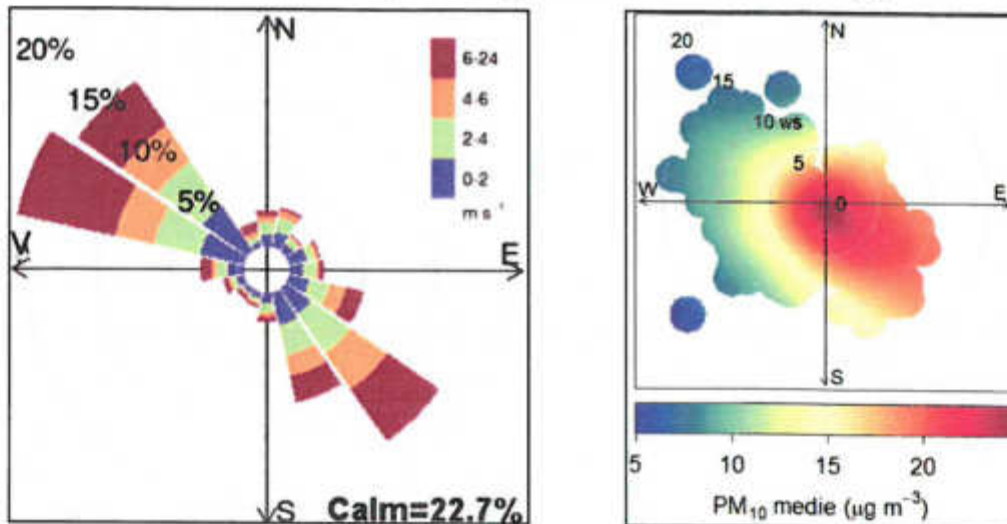 N
20%
15%
10%
5%
6-24
4-6
2-4
0-2
m s⁻¹
V
E
S
Calm=22.7%
N
20
15
10 ws
5
0
W
E
S
5
10
15
20
PM₁₀ medie (µg m⁻³)